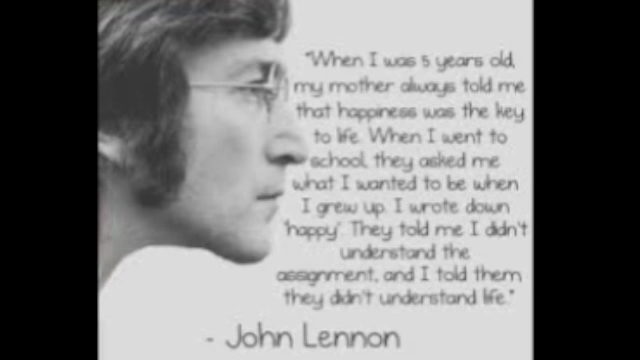 "When I was 5 years old,
my mother always told me
that happiness was the key
to life. When I went to
school, they asked me
what I wanted to be when
I grew up. I wrote down
'happy'. They told me I didn't
understand the
assignment, and I told them
they didn't understand life."
- John Lennon